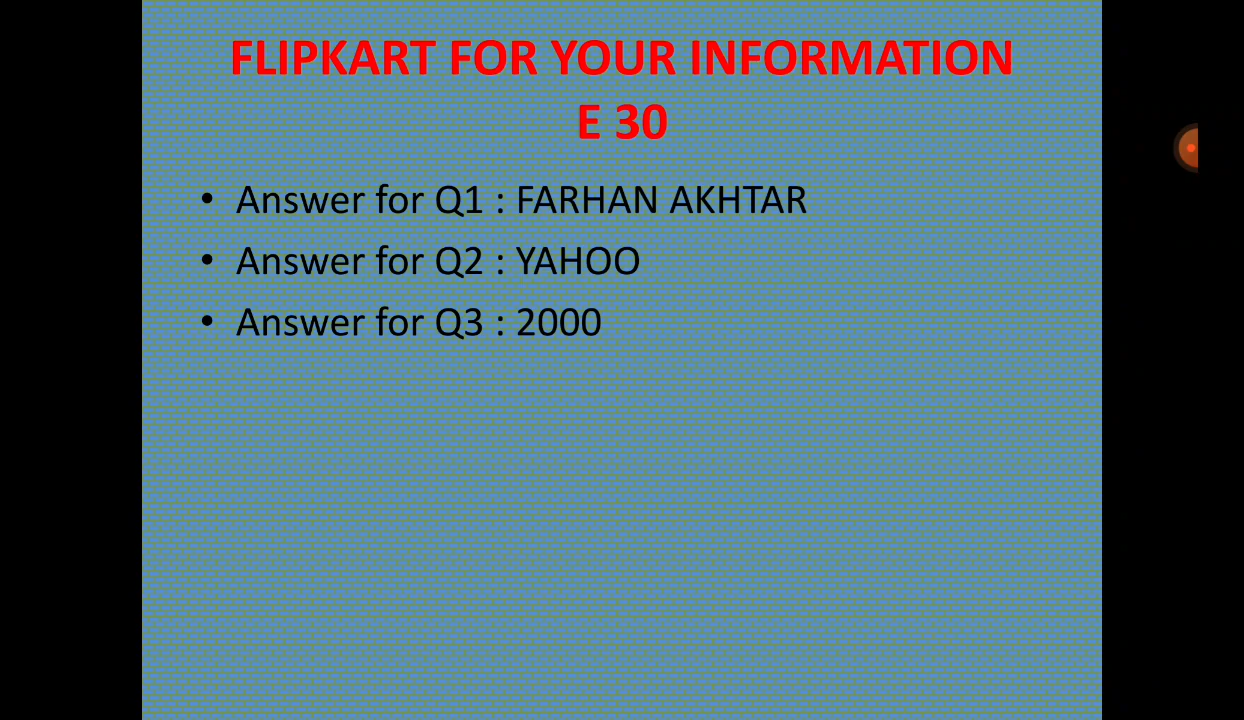 FLIPKART FOR YOUR INFORMATION
E 30
• Answer for Q1 : FARHAN AKHTAR
• Answer for Q2 : YAHOO
• Answer for Q3 : 2000